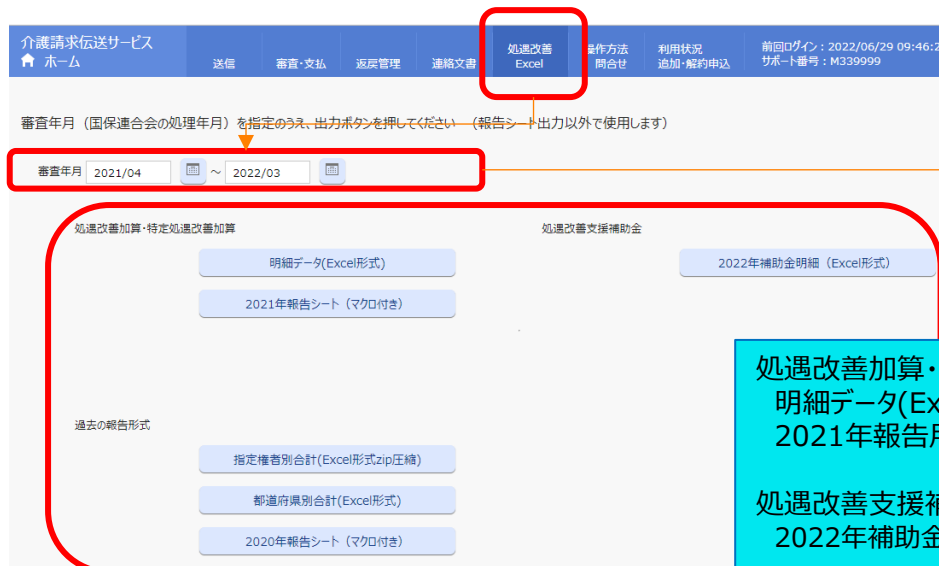 介護請求伝送サービス
ホーム
送信
審査・支払
返戻管理
連絡文書
処遇改善
Excel
操作方法
問合せ
利用状況
追加・解約申込
前回ログイン：2022/06/29 09:46:2
サポート番号：M339999
審査年月（国保連合会の処理年月）を指定のうえ、出力ボタンを押してください （報告シート出力以外で使用します）
審査年月 2021/04 ～ 2022/03
処遇改善加算・特定処遇改善加算
処遇改善支援補助金
明細データ(Excel形式)
2022年補助金明細（Excel形式）
2021年報告シート（マクロ付き）
処遇改善加算・
明細データ(Ex
2021年報告
処遇改善支援補
2022年補助金
過去の報告形式
指定権者別合計(Excel形式zip圧縮)
都道府県別合計(Excel形式)
2020年報告シート（マクロ付き）